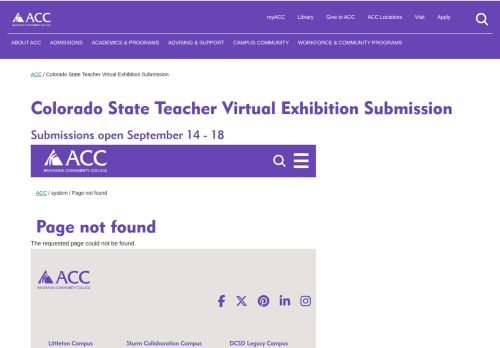 ACC
ARAPAHOE COMMUNITY COLLEGE
myACC Library Give to ACC ACC Locations Visit Apply
ABOUT ACC ADMISSIONS ACADEMICS & PROGRAMS ADVISING & SUPPORT CAMPUS COMMUNITY WORKFORCE & COMMUNITY PROGRAMS
ACC / Colorado State Teacher Virtual Exhibition Submission
Colorado State Teacher Virtual Exhibition Submission
Submissions open September 14 - 18
ACC
ARAPAHOE COMMUNITY COLLEGE
ACC / system / Page not found
Page not found
The requested page could not be found.
ACC
ARAPAHOE COMMUNITY COLLEGE
Littleton Campus Sturm Collaboration Campus DCSD Legacy Campus